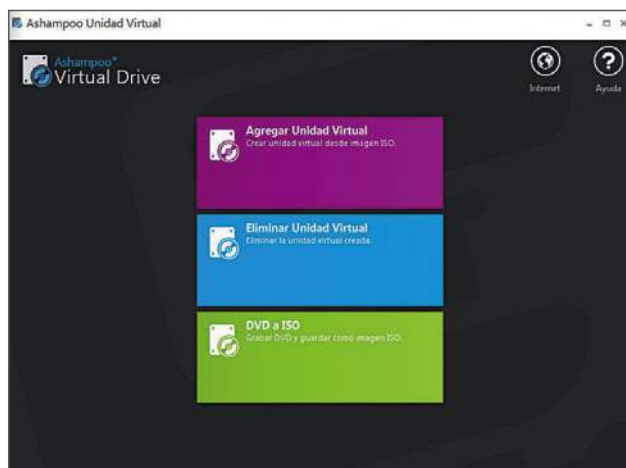 Ashampoo Unidad Virtual
Ashampoo®
Virtual Drive
Internet
Ayuda
Agregar Unidad Virtual
Crear unidad virtual desde imagen ISO.
Eliminar Unidad Virtual
Eliminar la unidad virtual creada.
DVD a ISO
Grabar DVD y guardar como imagen ISO.